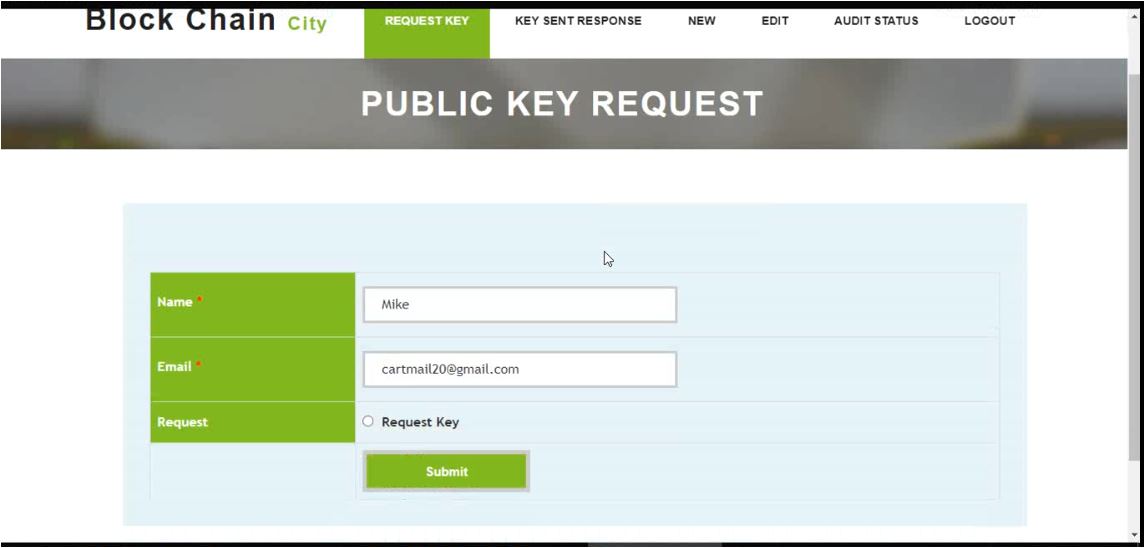 Block Chain City REQUEST KEY KEY SENT RESPONSE NEW EDIT AUDIT STATUS LOGOUT
PUBLIC KEY REQUEST
Name * Mike
Email * cartmail20@gmail.com
Request Request Key
Submit